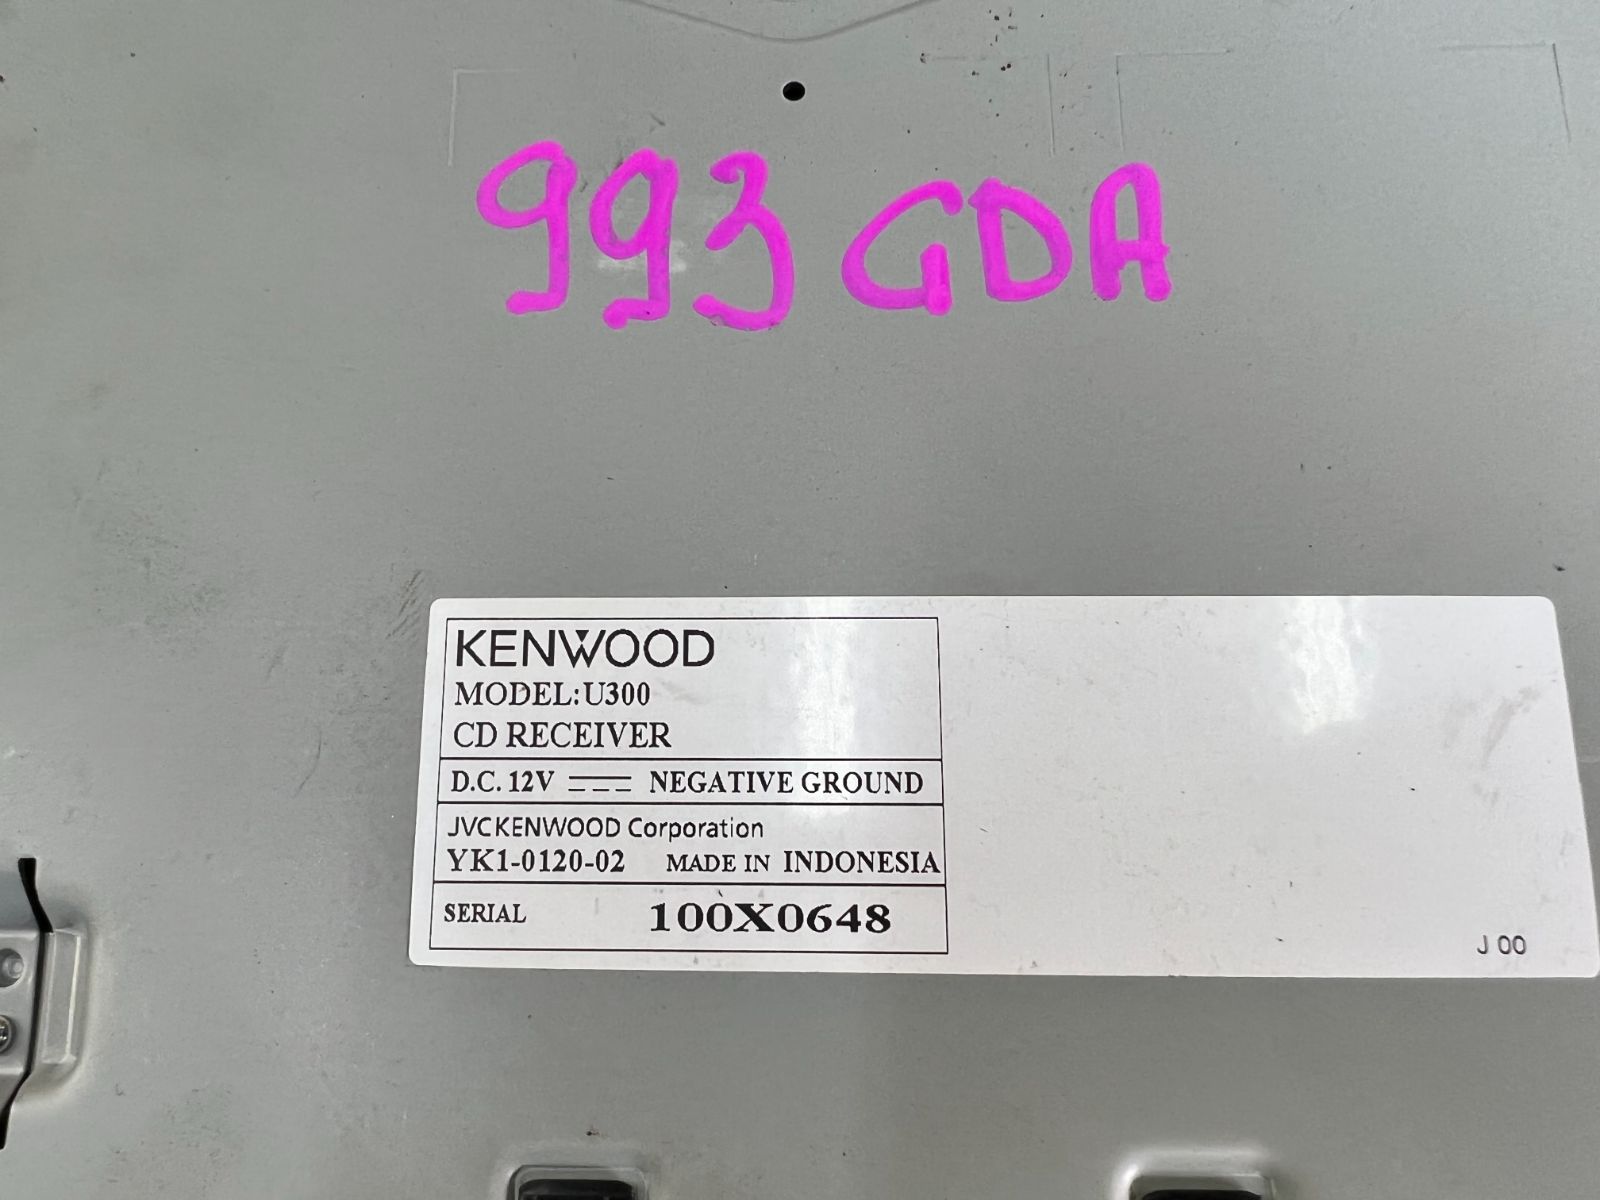 993 GDA
KENWOOD
MODEL:U300
CD RECEIVER
D.C. 12V NEGATIVE GROUND
JVCKENWOOD Corporation
YK1-0120-02 MADE IN INDONESIA
SERIAL 100X0648
J 00